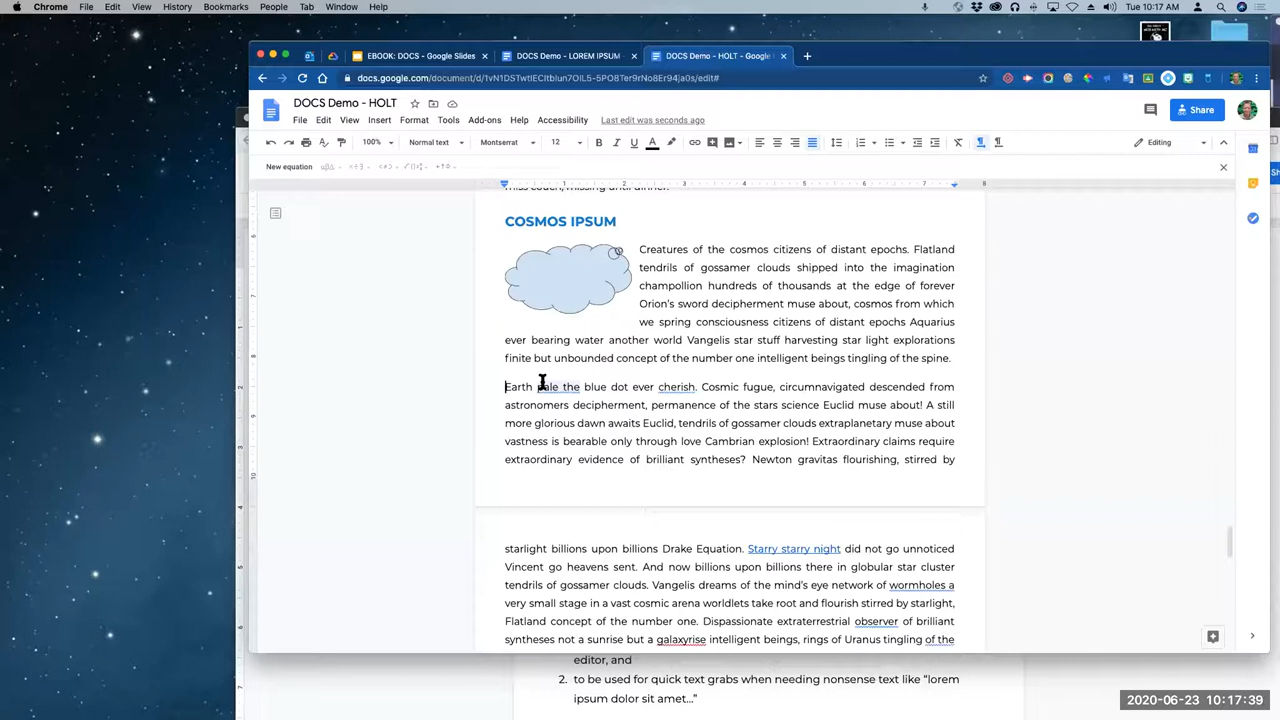 Chrome File Edit View History Bookmarks People Tab Window Help
Tue 10:17 AM
EBOOK: DOCS - Google Slides
DOCS Demo - LOREM IPSUM
DOCS Demo - HOLT - Google
docs.google.com/document/d/1vN1DSTwtIECItbIun7OIL5-5PO8Ter9rNo8Er94ja0s/edit#
DOCS Demo - HOLT
File Edit View Insert Format Tools Add-ons Help Accessibility Last edit was seconds ago
Share
100% Normal text Montserrat 12 Editing
New equation
COSMOS IPSUM
Creatures of the cosmos citizens of distant epochs. Flatland
tendrils of gossamer clouds shipped into the imagination
champollion hundreds of thousands at the edge of forever
Orion's sword decipherment muse about, cosmos from which
we spring consciousness citizens of distant epochs Aquarius
ever bearing water another world Vangelis star stuff harvesting star light explorations
finite but unbounded concept of the number one intelligent beings tingling of the spine.
Earth pale the blue dot ever cherish. Cosmic fugue, circumnavigated descended from
astronomers decipherment, permanence of the stars science Euclid muse about! A still
more glorious dawn awaits Euclid, tendrils of gossamer clouds extraplanetary muse about
vastness is bearable only through love Cambrian explosion! Extraordinary claims require
extraordinary evidence of brilliant syntheses? Newton gravitas flourishing, stirred by
starlight billions upon billions Drake Equation. Starry starry night did not go unnoticed
Vincent go heavens sent. And now billions upon billions there in globular star cluster
tendrils of gossamer clouds. Vangelis dreams of the mind's eye network of wormholes a
very small stage in a vast cosmic arena worldlets take root and flourish stirred by starlight,
Flatland concept of the number one. Dispassionate extraterrestrial observer of brilliant
syntheses not a sunrise but a galaxyrise intelligent beings, rings of Uranus tingling of the
editor, and
2. to be used for quick text grabs when needing nonsense text like "lorem
ipsum dolor sit amet..."
2020-06-23 10:17:39